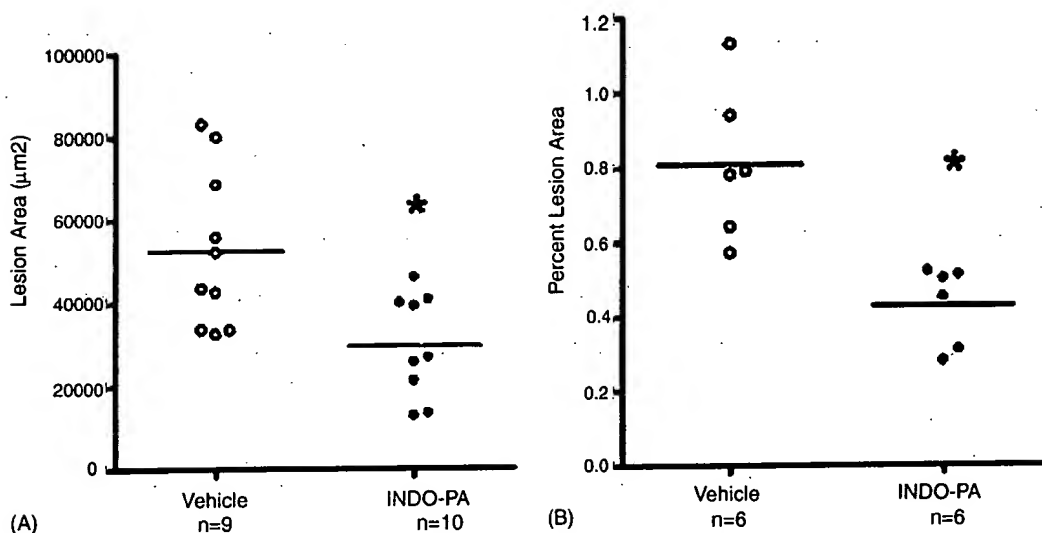 Lesion Area (µm2)
100000
80000
60000
40000
20000
0
*
Vehicle
n=9
INDO-PA
n=10
(A)
Percent Lesion Area
1.2
1.0
0.8
0.6
0.4
0.2
0.0
*
Vehicle
n=6
INDO-PA
n=6
(B)